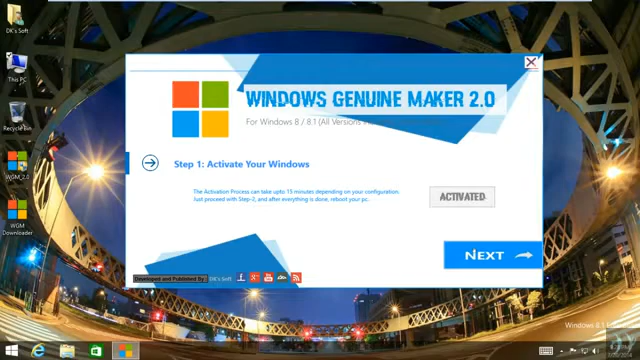 DK's Soft
This PC
Recycle Bin
WGM_2.0
WGM
Downloader
WINDOWS GENUINE MAKER 2.0
For Windows 8 / 8.1 (All Versions
Step 1: Activate Your Windows
The Activation Process can take upto 15 minutes depending on your configuration.
Just proceed with Step-2, and after everything is done, reboot your pc.
ACTIVATED
NEXT
Developed and Published By: DK's Soft
Windows 8.1